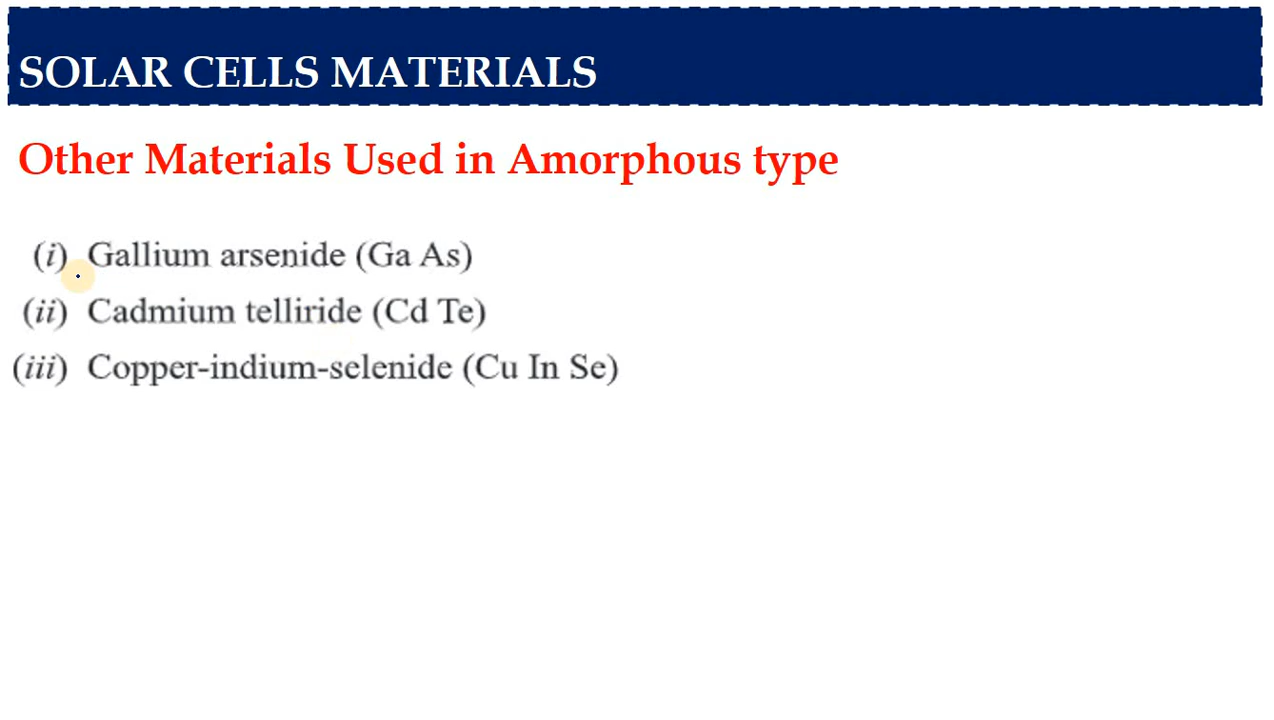 SOLAR CELLS MATERIALS
Other Materials Used in Amorphous type
(i) Gallium arsenide (Ga As)
(ii) Cadmium telliride (Cd Te)
(iii) Copper-indium-selenide (Cu In Se)